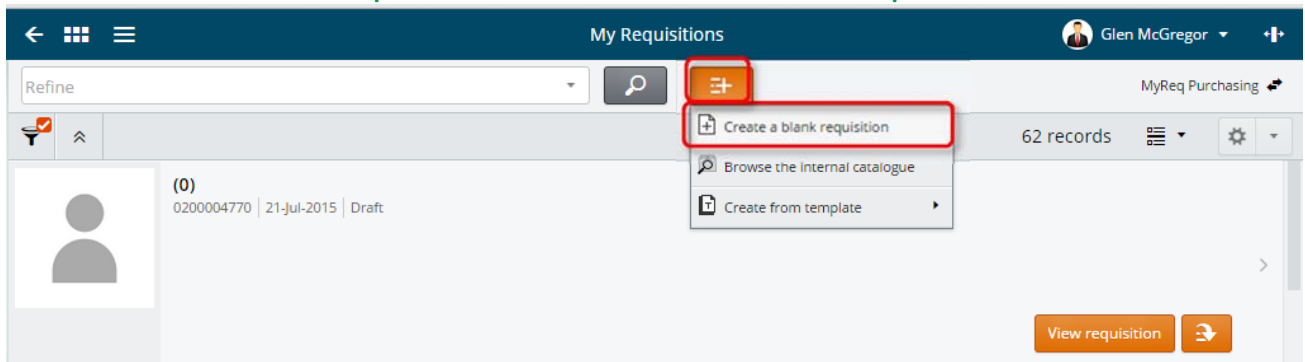 My Requisitions
Glen McGregor
Refine
MyReq Purchasing
Create a blank requisition
62 records
Browse the internal catalogue
Create from template
(0)
0200004770 | 21-Jul-2015 | Draft
View requisition